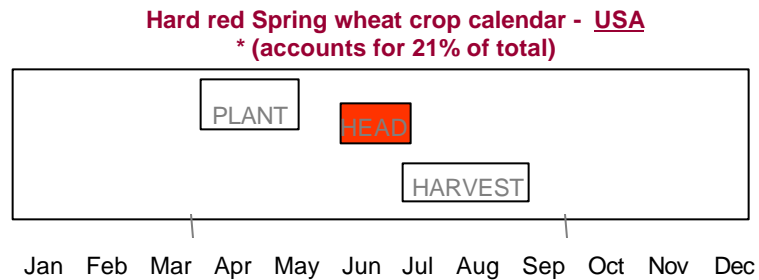 Hard red Spring wheat crop calendar - USA
* (accounts for 21% of total)
PLANT
HEAD
HARVEST
Jan Feb Mar Apr May Jun Jul Aug Sep Oct Nov Dec